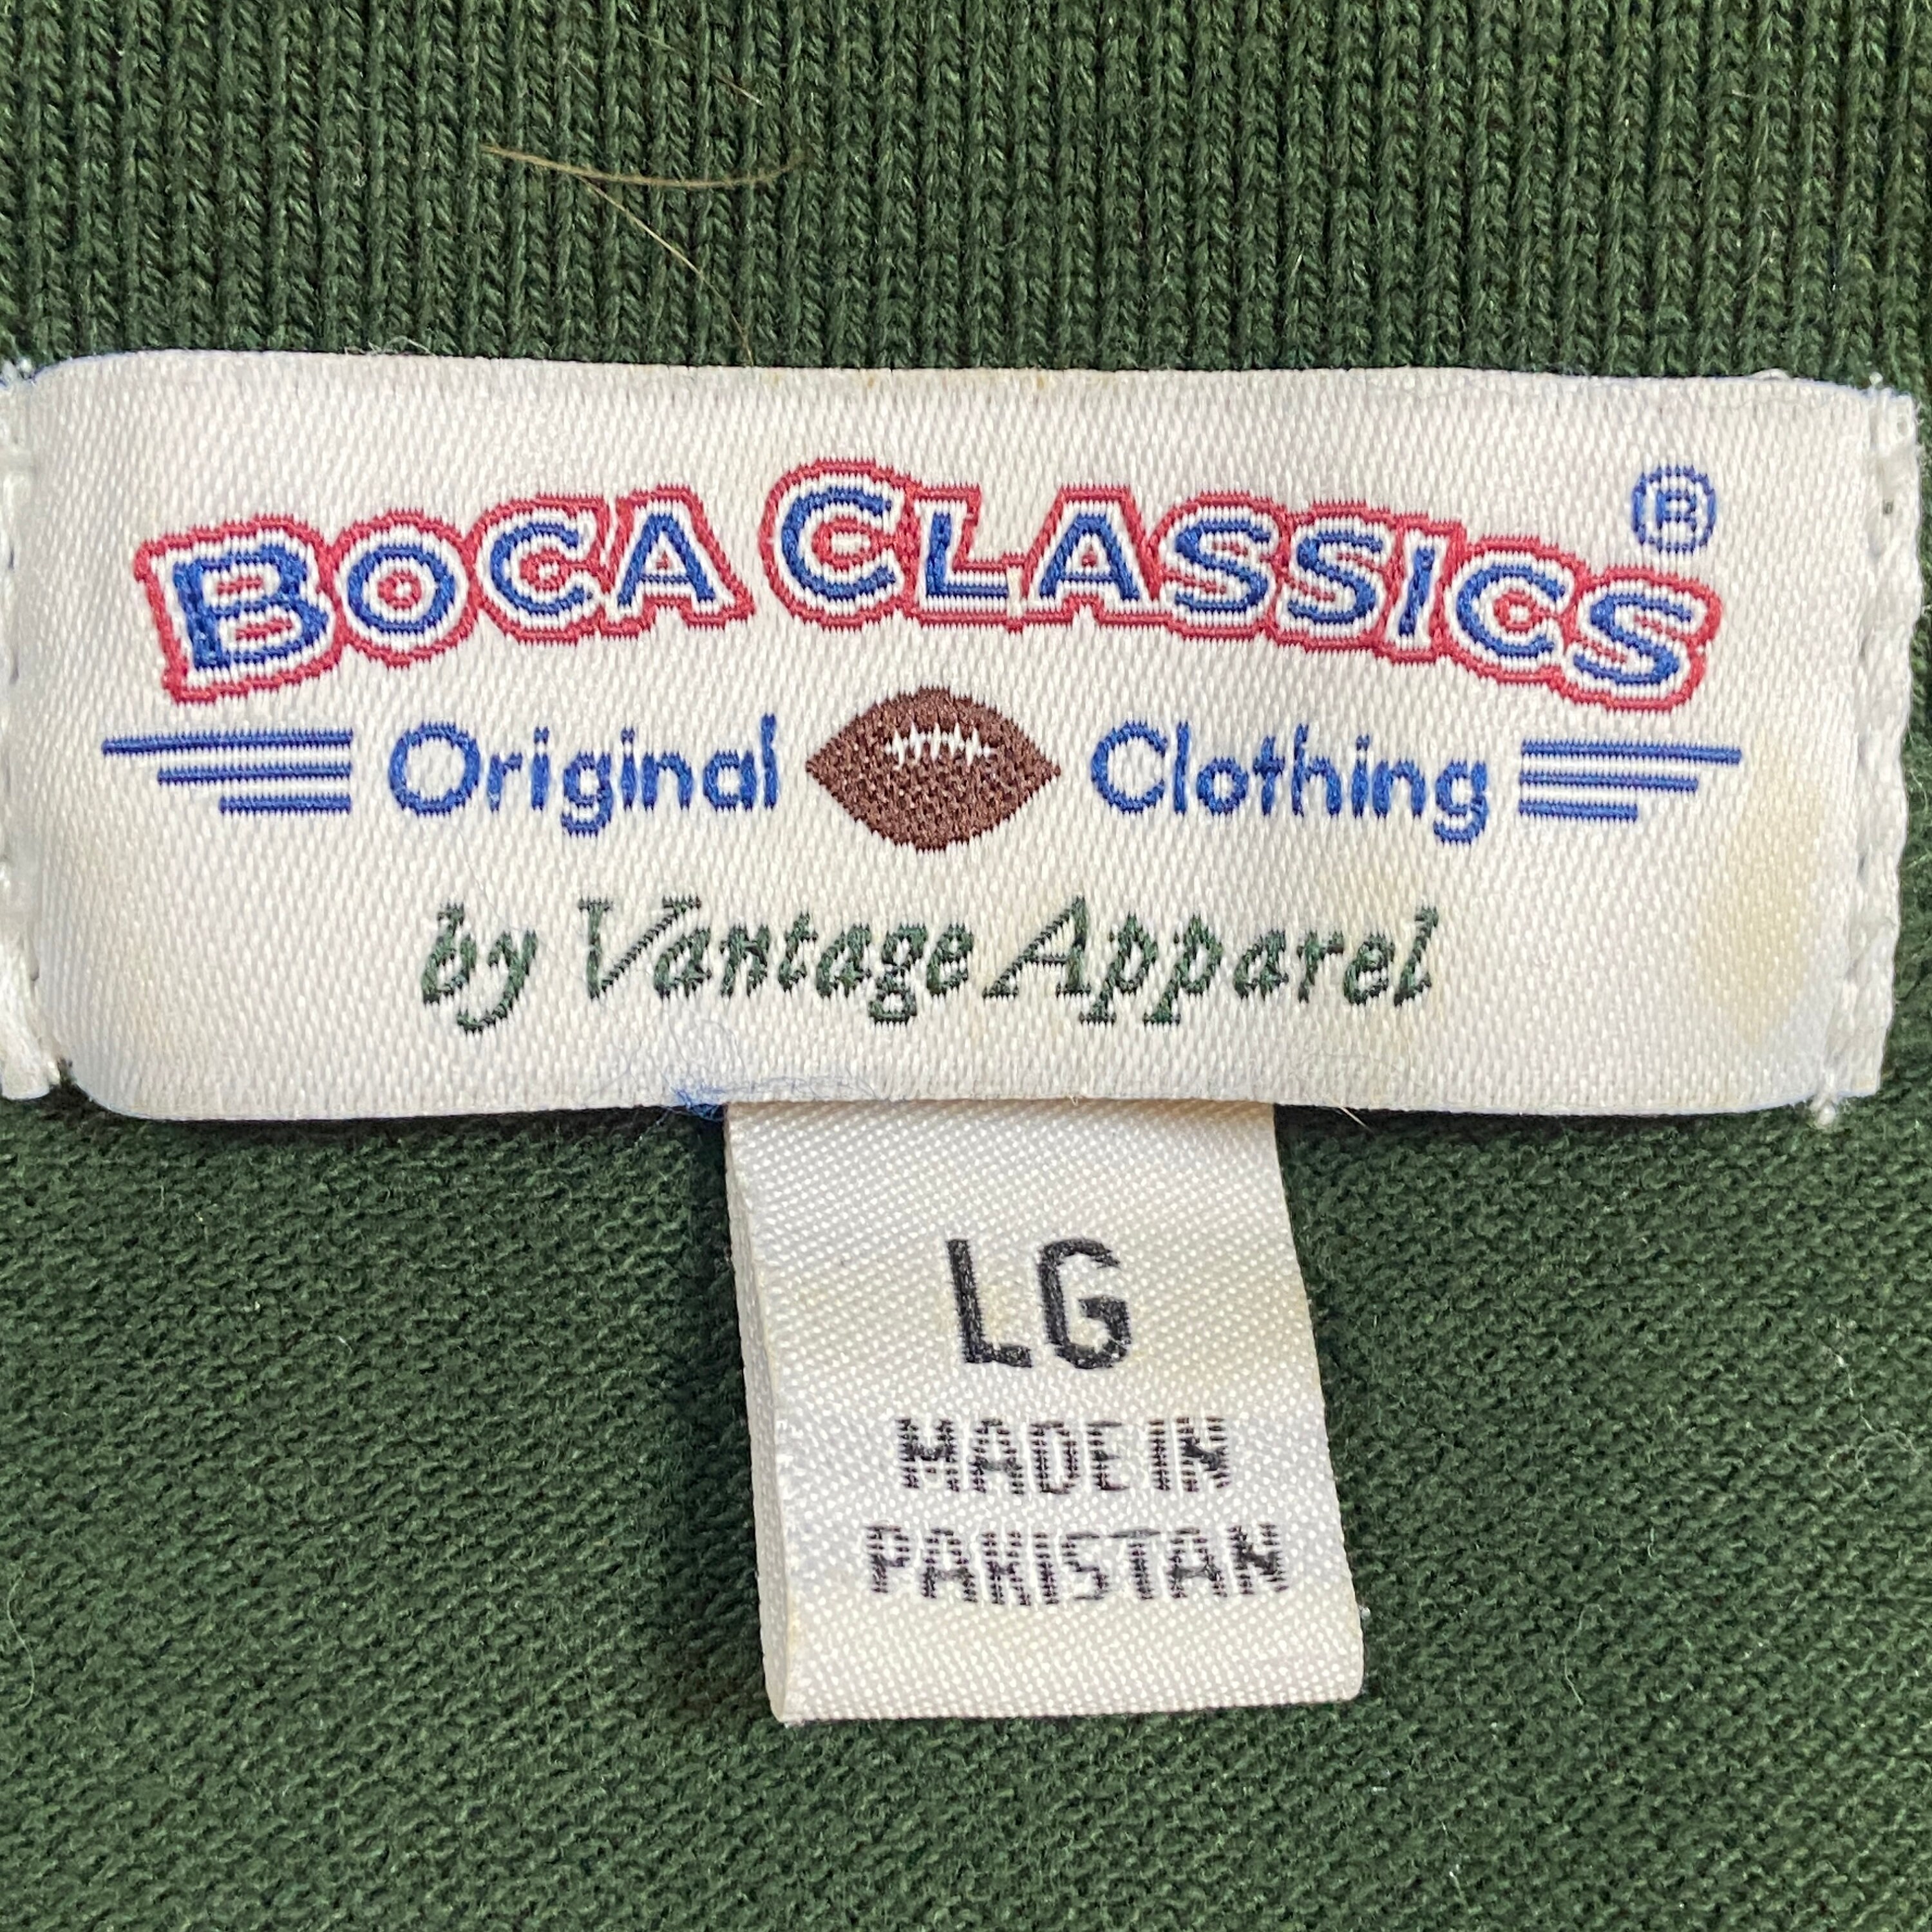 BOCA CLASSICS®
Original Clothing
by Vantage Apparel
LG
MADE IN
PAKISTAN